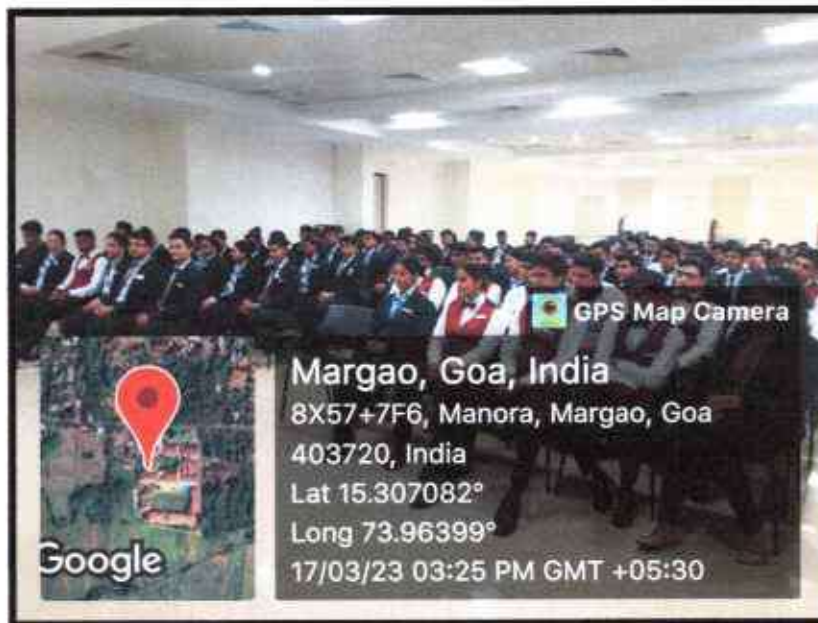 GPS Map Camera
Margao, Goa, India
8X57+7F6, Manora, Margao, Goa
403720, India
Lat 15.307082°
Long 73.96399°
17/03/23 03:25 PM GMT +05:30
Google